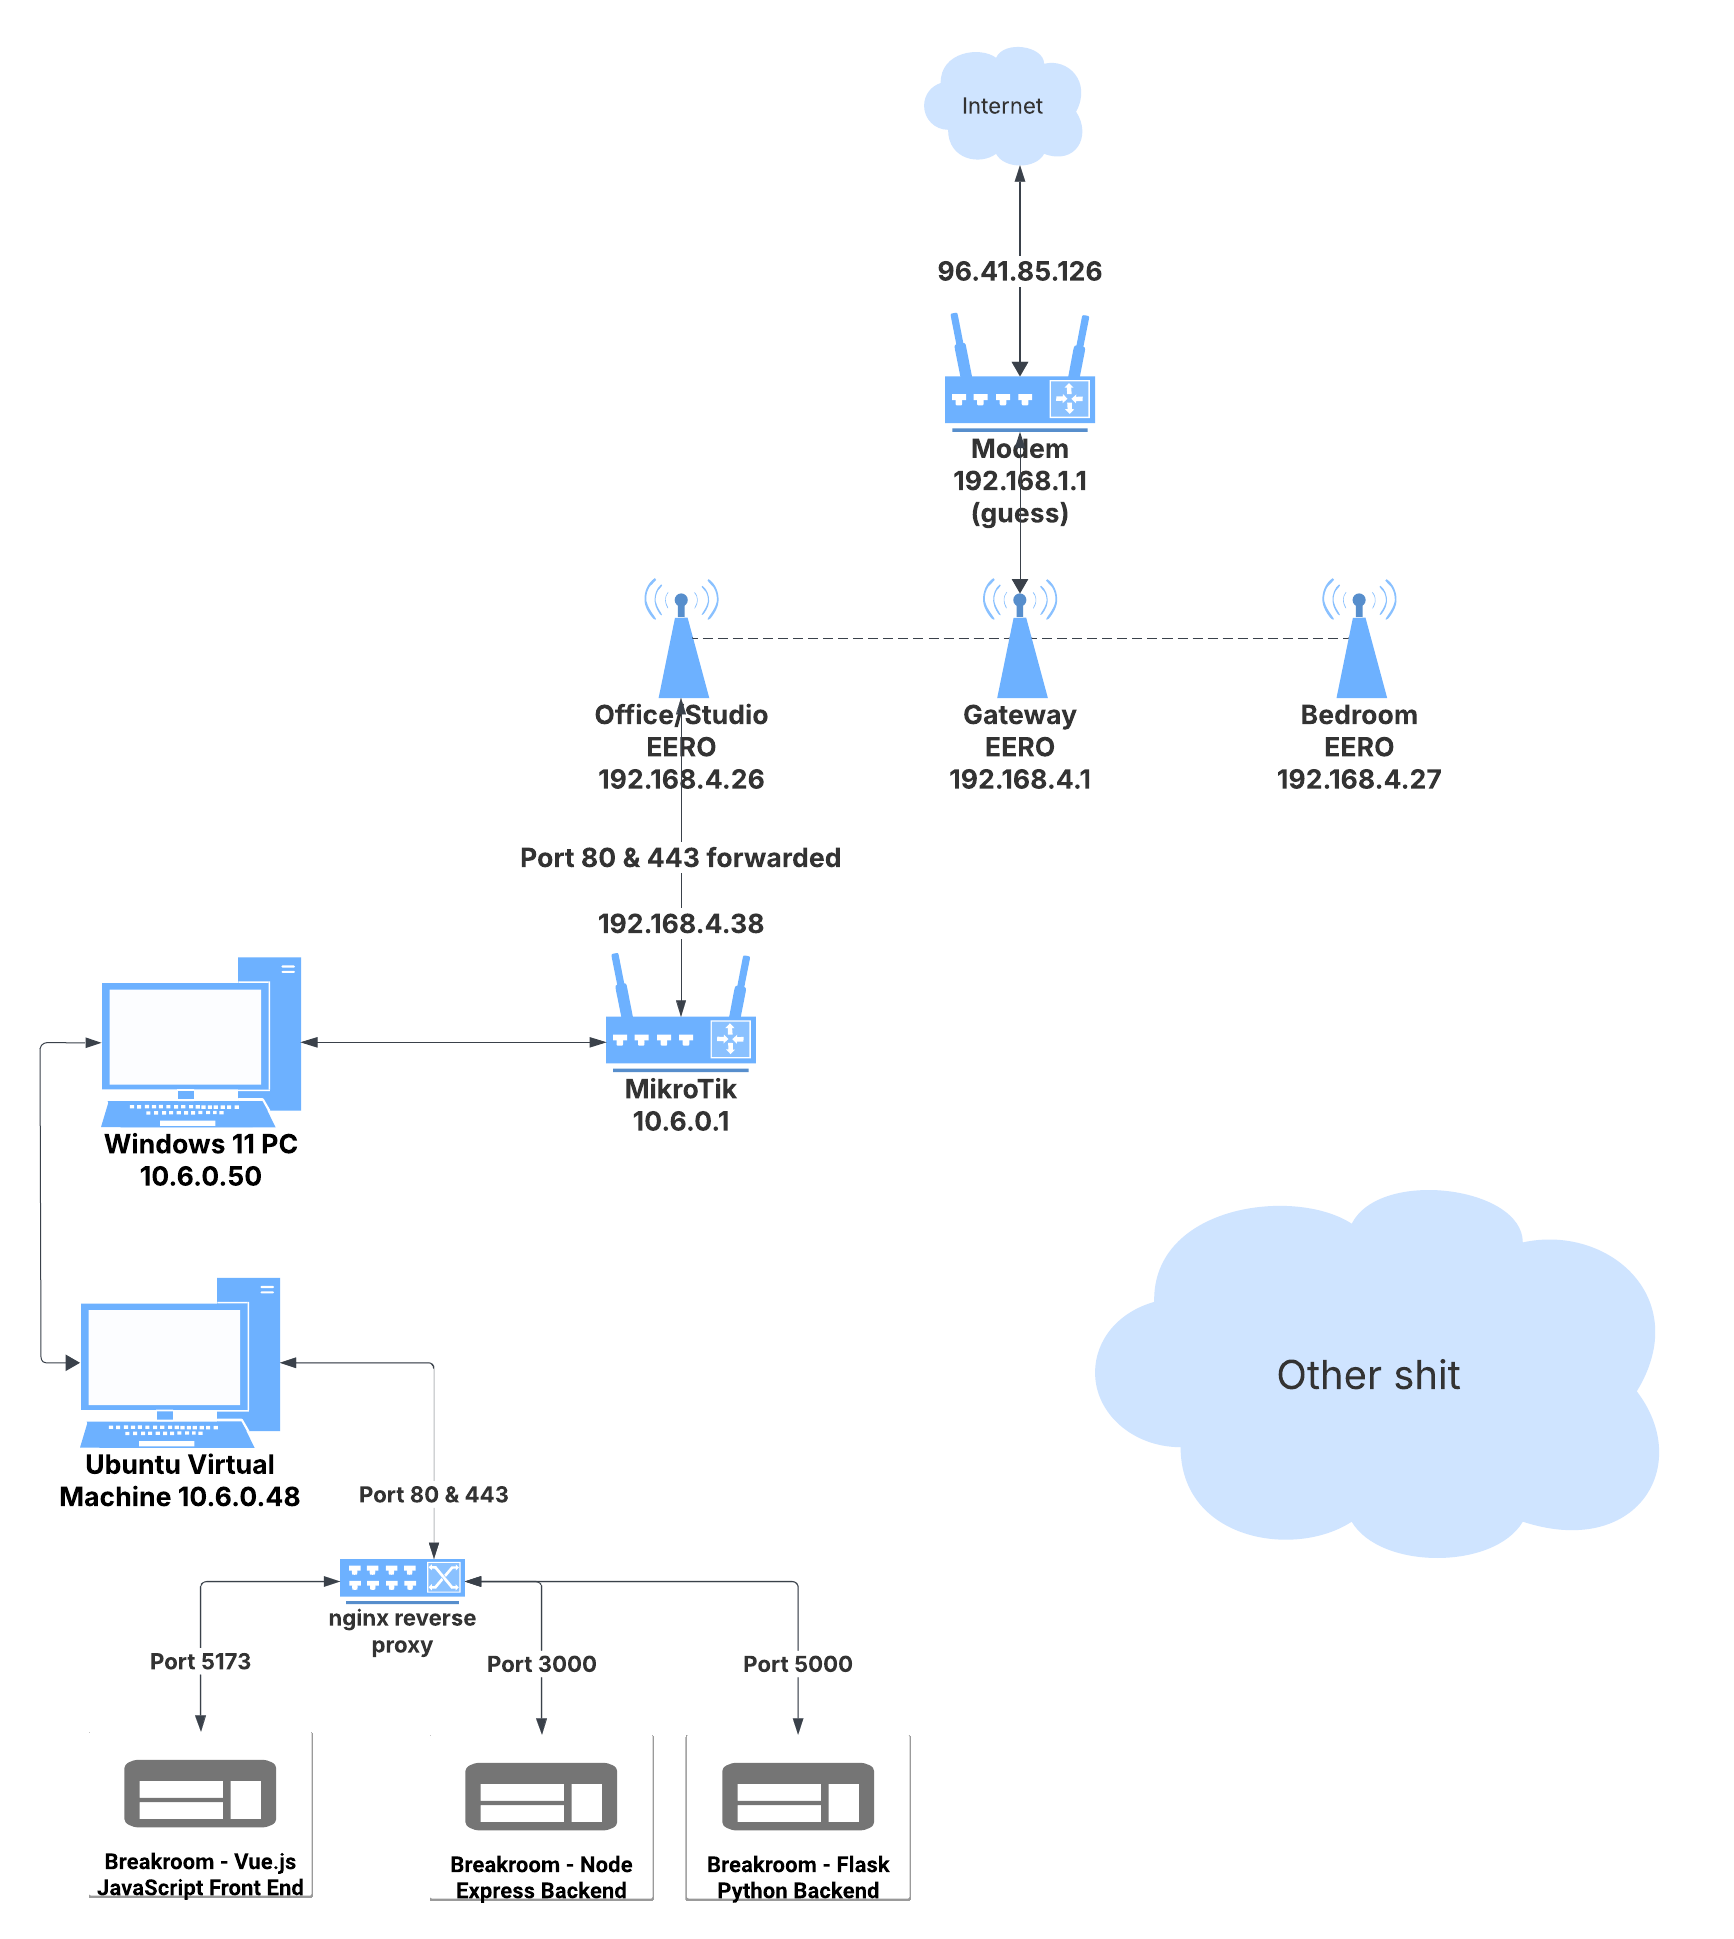 Internet
96.41.85.126
Modem
192.168.1.1
(guess)
Office/Studio
EERO
192.168.4.26
Gateway
EERO
192.168.4.1
Bedroom
EERO
192.168.4.27
Port 80 & 443 forwarded
192.168.4.38
MikroTik
10.6.0.1
Windows 11 PC
10.6.0.50
Other shit
Ubuntu Virtual
Machine 10.6.0.48
Port 80 & 443
nginx reverse
proxy
Port 5173
Port 3000
Port 5000
Breakroom - Vue.js
JavaScript Front End
Breakroom - Node
Express Backend
Breakroom - Flask
Python Backend